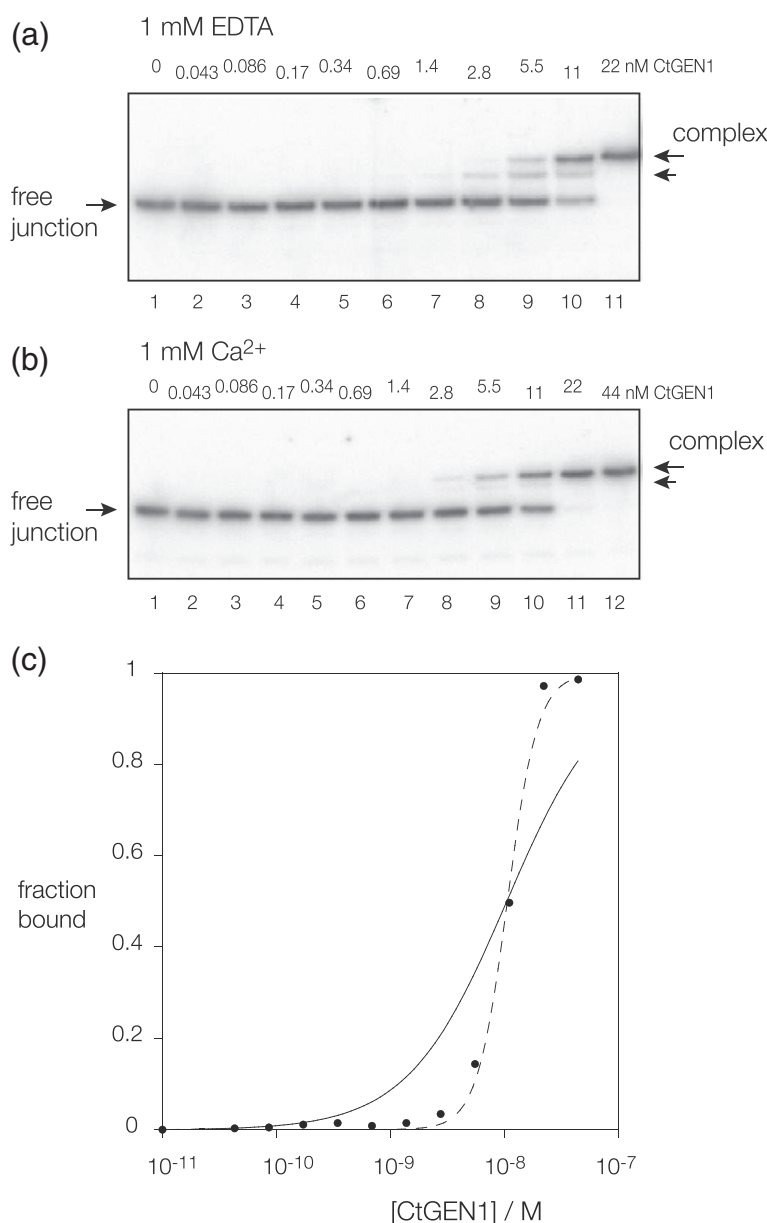 (a)
1 mM EDTA
0 0.043 0.086 0.17 0.34 0.69 1.4 2.8 5.5 11 22 nM CtGEN1
complex
free
junction
1 2 3 4 5 6 7 8 9 10 11
(b)
1 mM Ca²⁺
0 0.043 0.086 0.17 0.34 0.69 1.4 2.8 5.5 11 22 44 nM CtGEN1
complex
free
junction
1 2 3 4 5 6 7 8 9 10 11 12
(c)
1
0.8
0.6
fraction
bound
0.4
0.2
0
10⁻¹¹ 10⁻¹⁰ 10⁻⁹ 10⁻⁸ 10⁻⁷
[CtGEN1] / M